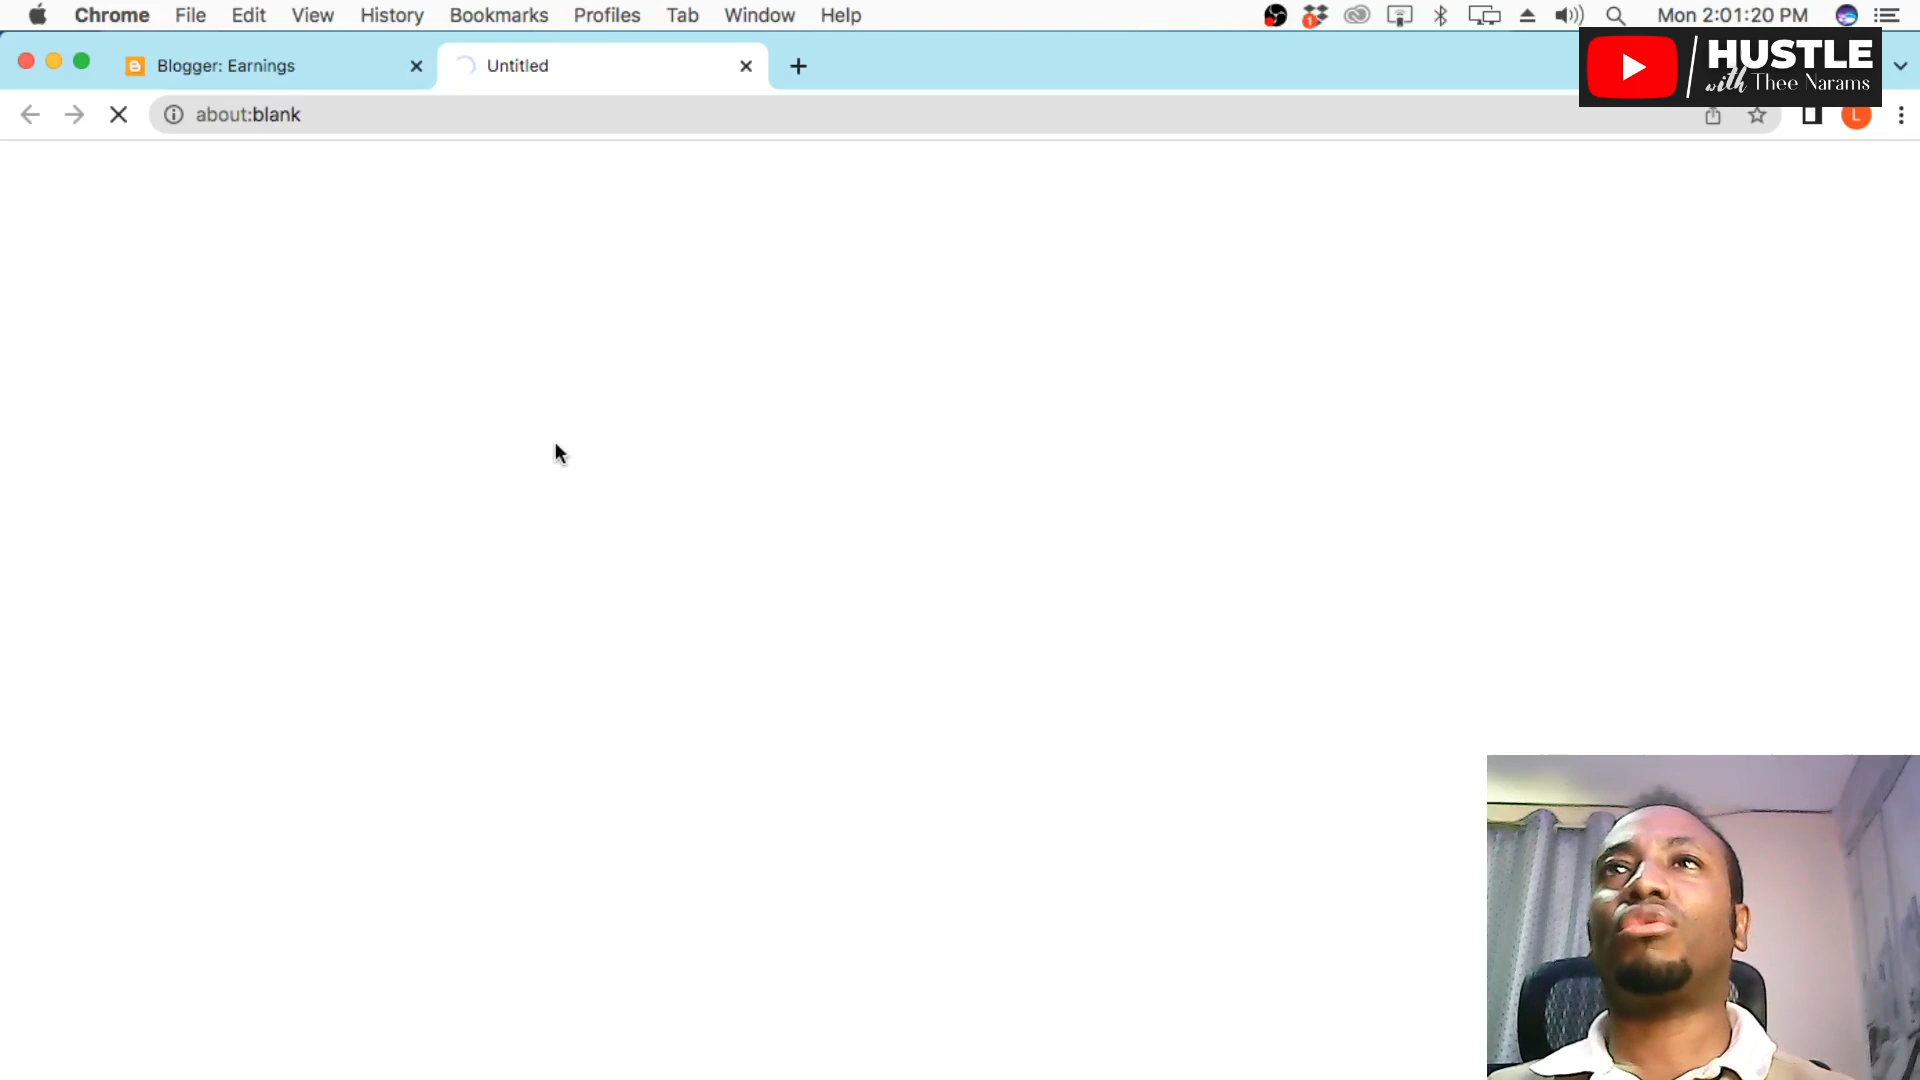 Chrome File Edit View History Bookmarks Profiles Tab Window Help 1 Mon 2:01:20 PM
Blogger: Earnings Untitled
HUSTLE
with Thee Narams
about:blank L